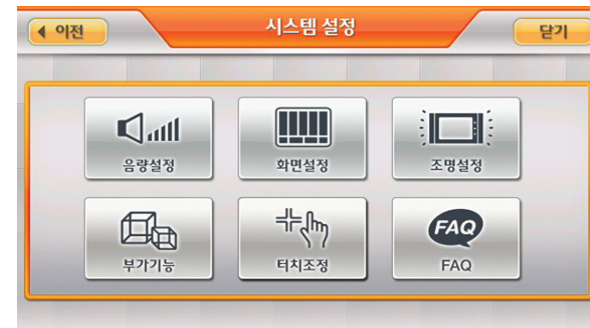 이전
시스템 설정
닫기
음량설정
화면설정
조명설정
부가기능
터치조정
FAQ
FAQ